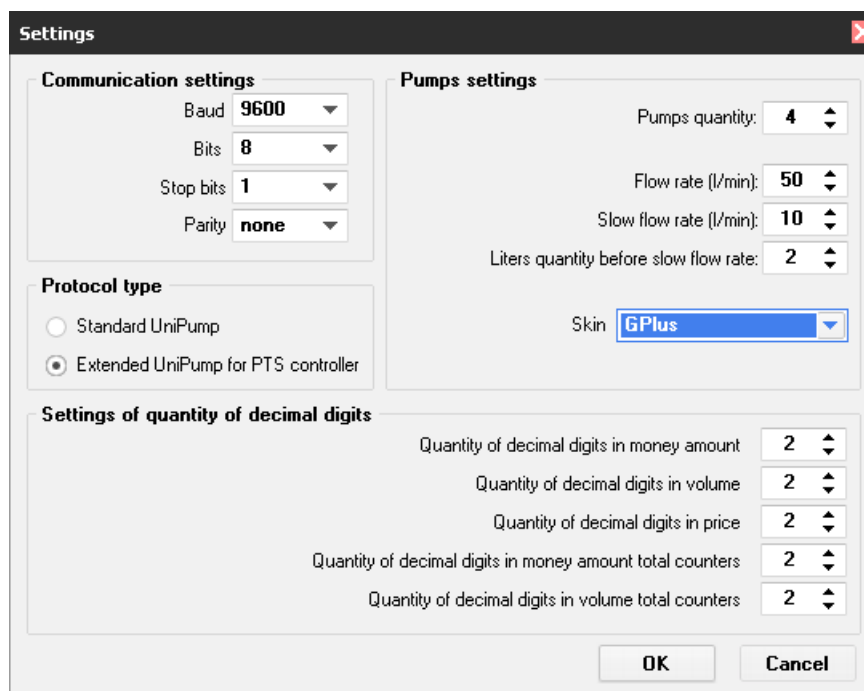 Settings
Communication settings
Baud 9600
Bits 8
Stop bits 1
Parity none
Protocol type
Standard UniPump
Extended UniPump for PTS controller
Pumps settings
Pumps quantity: 4
Flow rate (l/min): 50
Slow flow rate (l/min): 10
Liters quantity before slow flow rate: 2
Skin GPlus
Settings of quantity of decimal digits
Quantity of decimal digits in money amount 2
Quantity of decimal digits in volume 2
Quantity of decimal digits in price 2
Quantity of decimal digits in money amount total counters 2
Quantity of decimal digits in volume total counters 2
OK Cancel